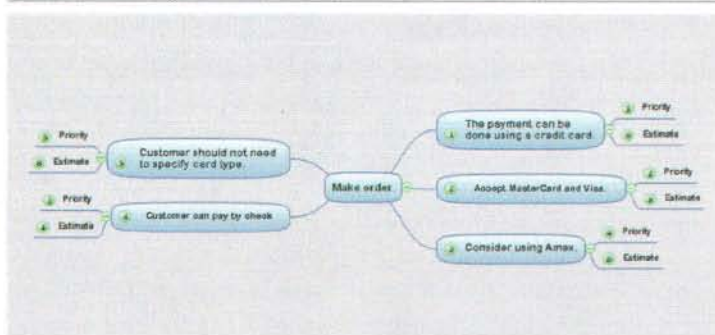 Priority
Estimate
Customer should not need
to specify card type.
Priority
Estimate
Customer can pay by check
Make order
The payment can be
done using a credit card.
Priority
Estimate
Accept MasterCard and Visa.
Priority
Estimate
Consider using Amex.
Priority
Estimate